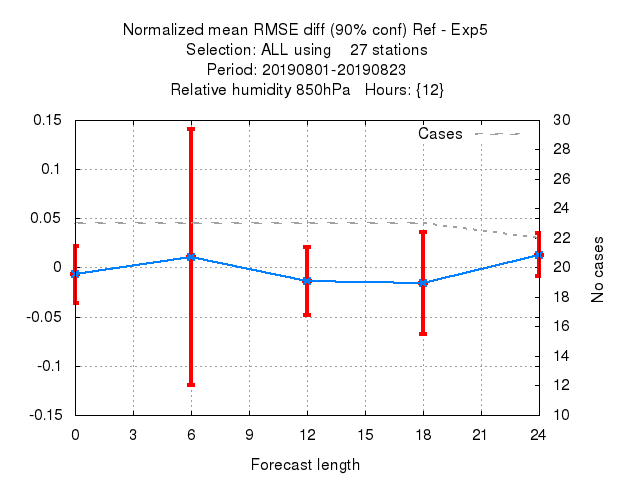 Normalized mean RMSE diff (90% conf) Ref - Exp5
Selection: ALL using    27 stations
Period: 20190801-20190823
Relative humidity 850hPa   Hours: {12}
Cases
0.15
0.1
0.05
0
-0.05
-0.1
-0.15
30
28
26
24
22
20
18
16
14
12
10
No cases
0 3 6 9 12 15 18 21 24
Forecast length